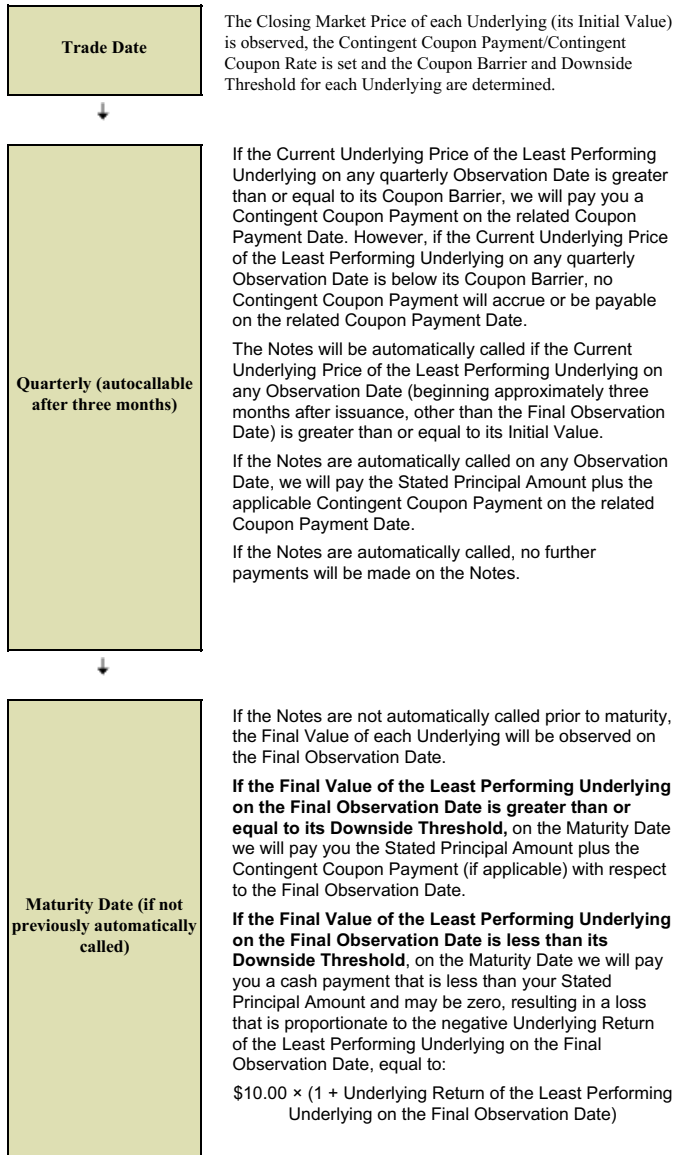 Trade Date
The Closing Market Price of each Underlying (its Initial Value)
is observed, the Contingent Coupon Payment/Contingent
Coupon Rate is set and the Coupon Barrier and Downside
Threshold for each Underlying are determined.
↓
Quarterly (autocallable
after three months)
If the Current Underlying Price of the Least Performing
Underlying on any quarterly Observation Date is greater
than or equal to its Coupon Barrier, we will pay you a
Contingent Coupon Payment on the related Coupon
Payment Date. However, if the Current Underlying Price
of the Least Performing Underlying on any quarterly
Observation Date is below its Coupon Barrier, no
Contingent Coupon Payment will accrue or be payable
on the related Coupon Payment Date.
The Notes will be automatically called if the Current
Underlying Price of the Least Performing Underlying on
any Observation Date (beginning approximately three
months after issuance, other than the Final Observation
Date) is greater than or equal to its Initial Value.
If the Notes are automatically called on any Observation
Date, we will pay the Stated Principal Amount plus the
applicable Contingent Coupon Payment on the related
Coupon Payment Date.
If the Notes are automatically called, no further
payments will be made on the Notes.
↓
Maturity Date (if not
previously automatically
called)
If the Notes are not automatically called prior to maturity,
the Final Value of each Underlying will be observed on
the Final Observation Date.
If the Final Value of the Least Performing Underlying
on the Final Observation Date is greater than or
equal to its Downside Threshold, on the Maturity Date
we will pay you the Stated Principal Amount plus the
Contingent Coupon Payment (if applicable) with respect
to the Final Observation Date.
If the Final Value of the Least Performing Underlying
on the Final Observation Date is less than its
Downside Threshold, on the Maturity Date we will pay
you a cash payment that is less than your Stated
Principal Amount and may be zero, resulting in a loss
that is proportionate to the negative Underlying Return
of the Least Performing Underlying on the Final
Observation Date, equal to:
$10.00 × (1 + Underlying Return of the Least Performing
Underlying on the Final Observation Date)